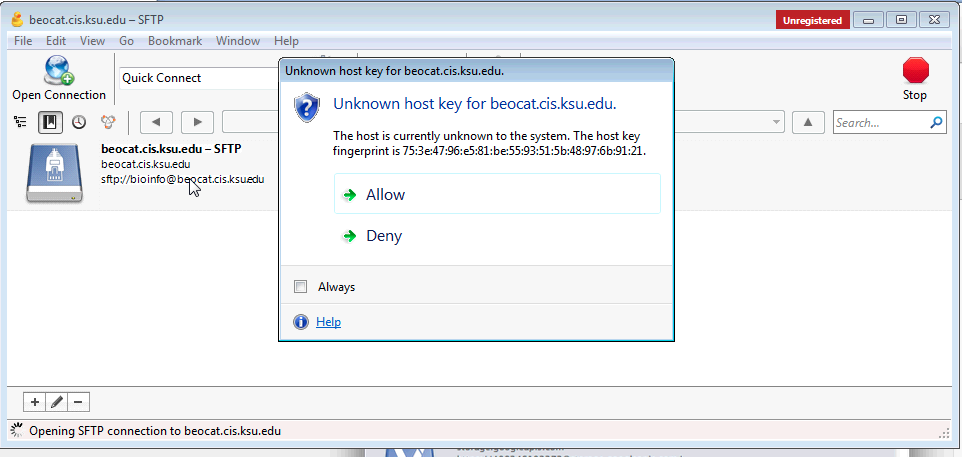 beocat.cis.ksu.edu – SFTP
Unregistered
File Edit View Go Bookmark Window Help
Open Connection
Quick Connect
Stop
Search...
beocat.cis.ksu.edu – SFTP
beocat.cis.ksu.edu
sftp://bioinfo@beocat.cis.ksu.edu
Unknown host key for beocat.cis.ksu.edu.
Unknown host key for beocat.cis.ksu.edu.
The host is currently unknown to the system. The host key
fingerprint is 75:3e:47:96:e5:81:be:55:93:51:5b:48:97:6b:91:21.
Allow
Deny
Always
Help
Opening SFTP connection to beocat.cis.ksu.edu